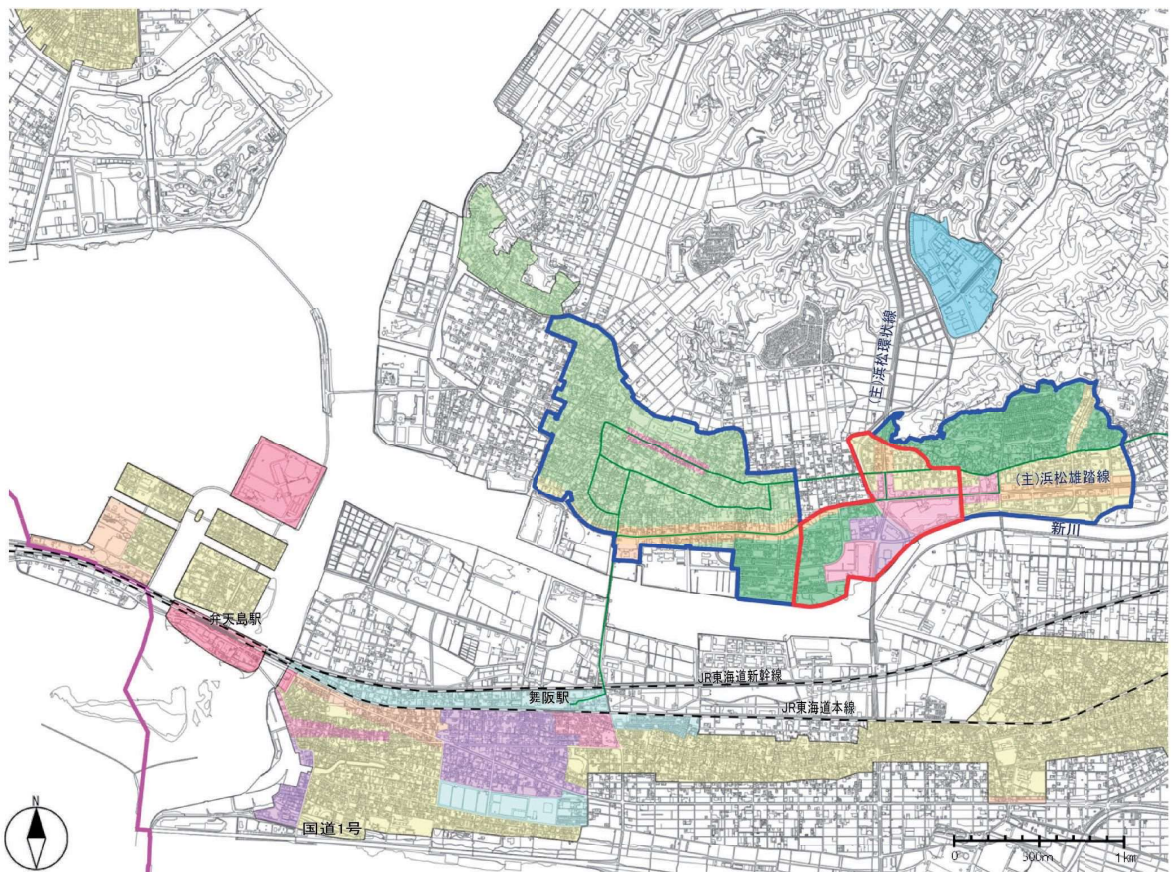 (主)浜松環状線
(主)浜松雄踏線
新川
弁天島駅
JR東海道新幹線
舞阪駅
JR東海道本線
国道1号
N
0 500m 1km